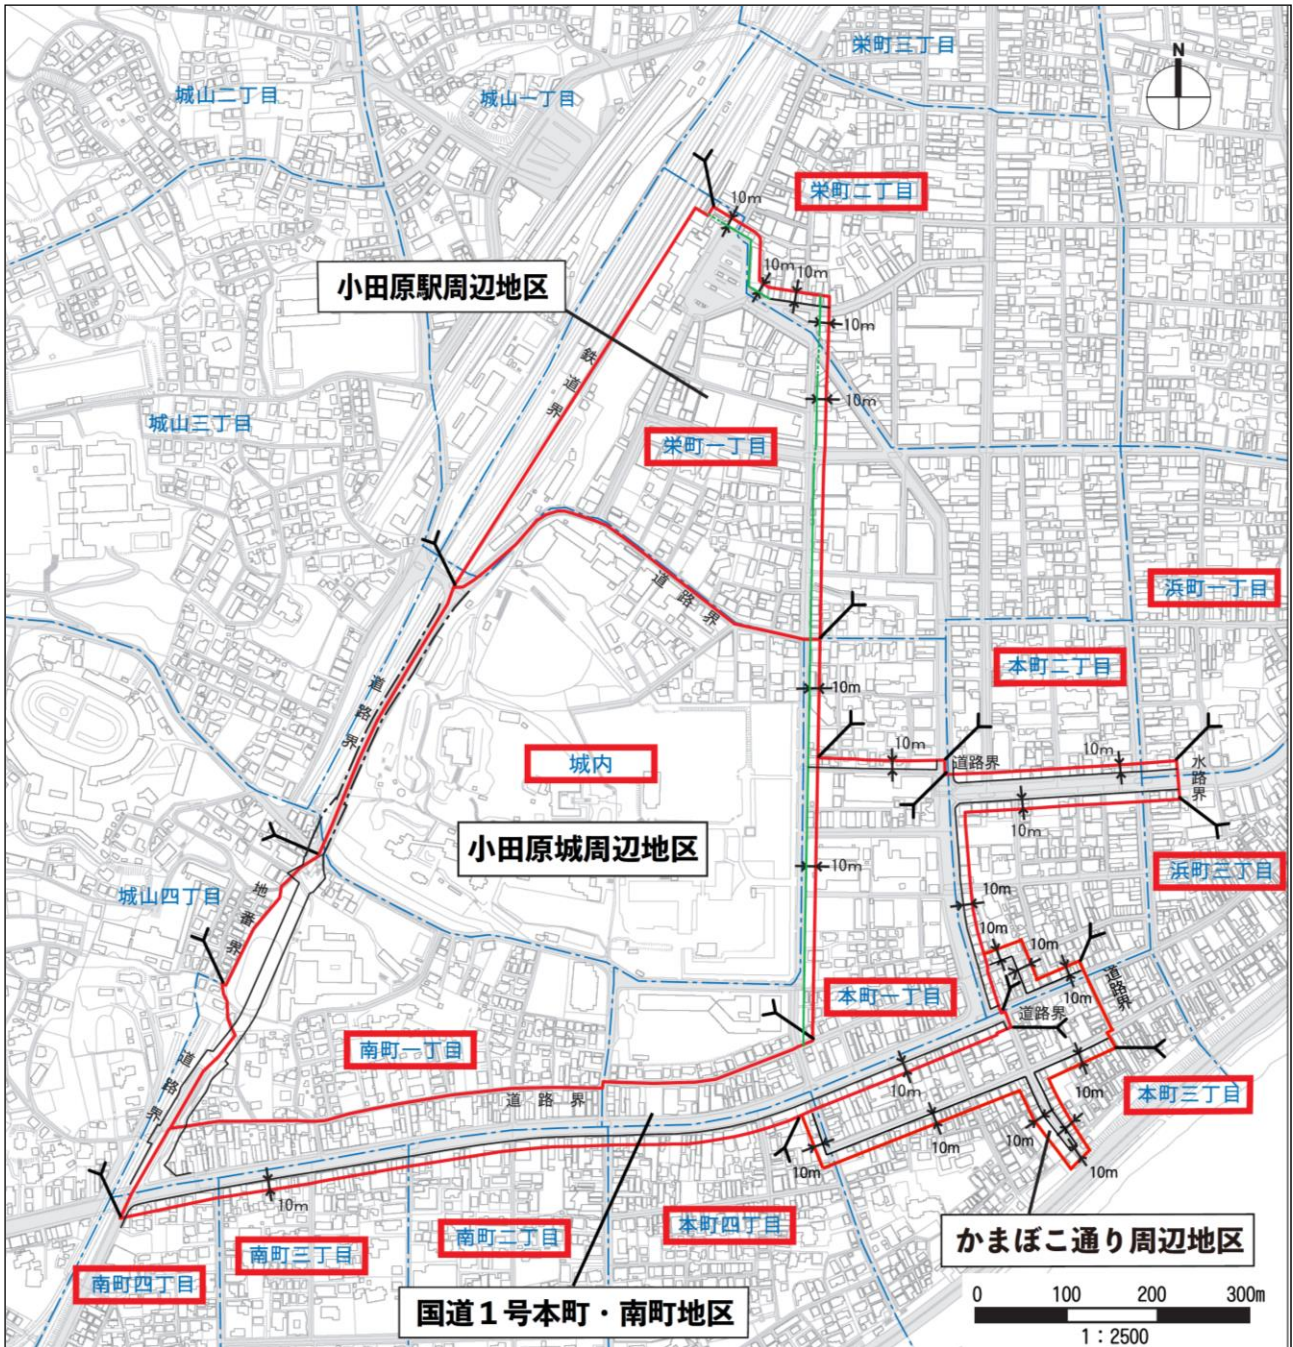 栄町三丁目
城山二丁目
城山一丁目
N
栄町二丁目
10m
小田原駅周辺地区
10m
10m
10m
鉄道界
10m
城山三丁目
栄町一丁目
道路界
浜町一丁目
本町二丁目
道路界
10m
城内
10m
道路界
10m
水路界
10m
小田原城周辺地区
10m
浜町三丁目
城山四丁目
地番界
10m
10m
10m
10m
道路界
本町一丁目
道路界
南町一丁目
道路界
道路界
10m
10m
本町三丁目
10m
10m
10m
10m
10m
南町三丁目
南町二丁目
本町四丁目
かまぼこ通り周辺地区
南町四丁目
国道1号本町・南町地区
0 100 200 300m
1：2500